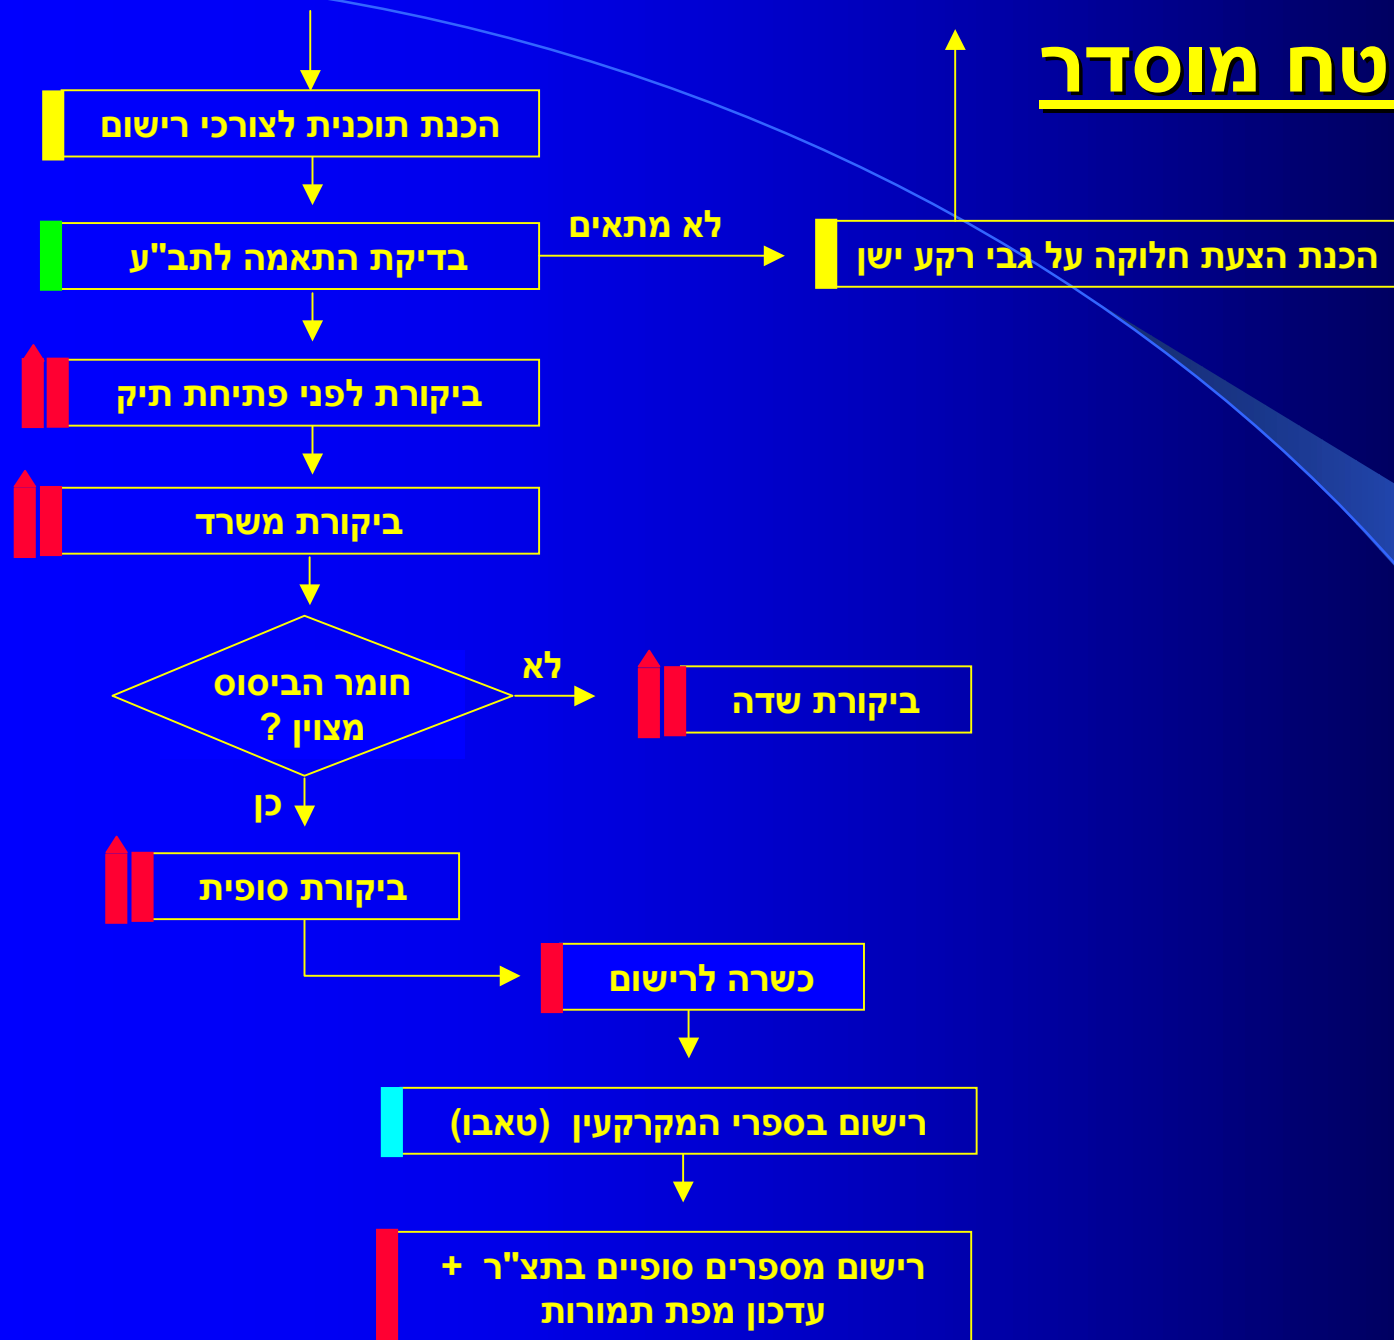 טח מוסדר
הכנת תוכנית לצורכי רישום
בדיקת התאמה לתב"ע
לא מתאים
הכנת הצעת חלוקה על גבי רקע ישן
ביקורת לפני פתיחת תיק
ביקורת משרד
חומר הביסוס
מצוין ?
לא
ביקורת שדה
כן
ביקורת סופית
כשרה לרישום
רישום בספרי המקרקעין (טאבו)
רישום מספרים סופיים בתצ"ר +
עדכון מפת תמורות